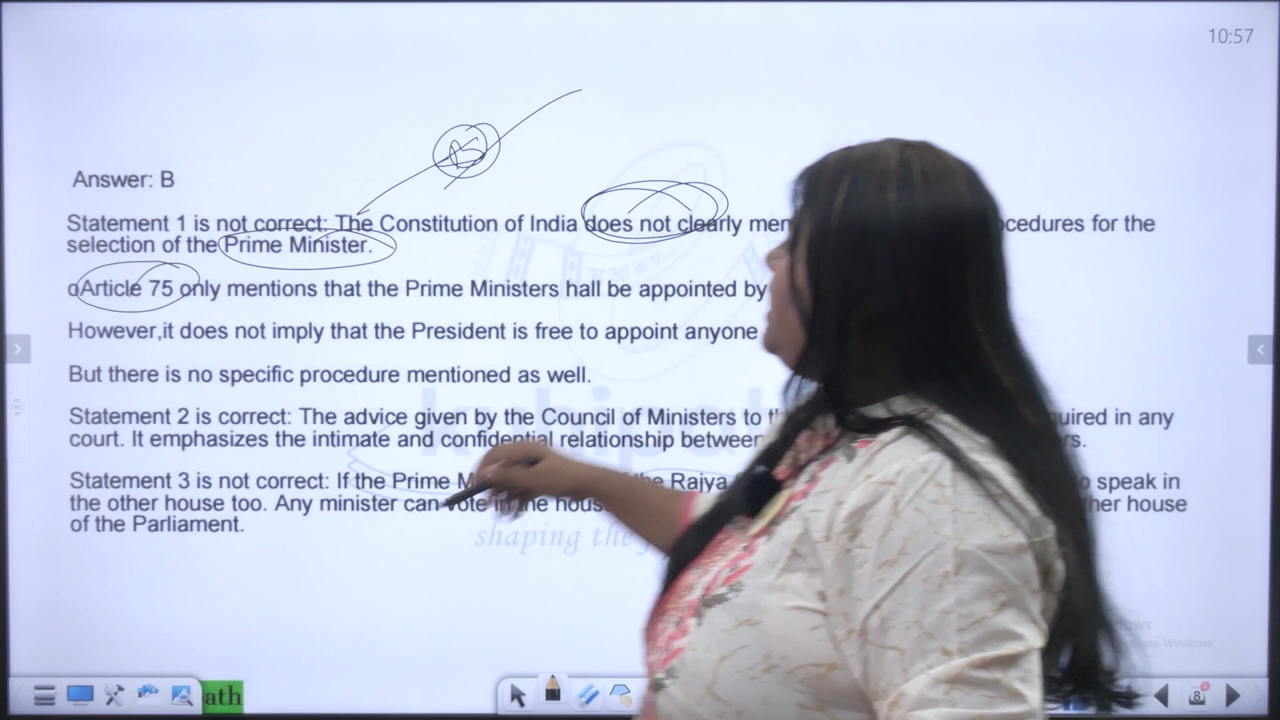 10:57
Answer: B
Statement 1 is not correct: The Constitution of India does not clearly men ocedures for the
selection of the Prime Minister.
oArticle 75 only mentions that the Prime Ministers hall be appointed by
However,it does not imply that the President is free to appoint anyone
But there is no specific procedure mentioned as well.
Statement 2 is correct: The advice given by the Council of Ministers to quired in any
court. It emphasizes the intimate and confidential relationship between
Statement 3 is not correct: If the Prime Rajya speak in
the other house too. Any minister can vote in the house her house
of the Parliament.
shaping the
ath
8